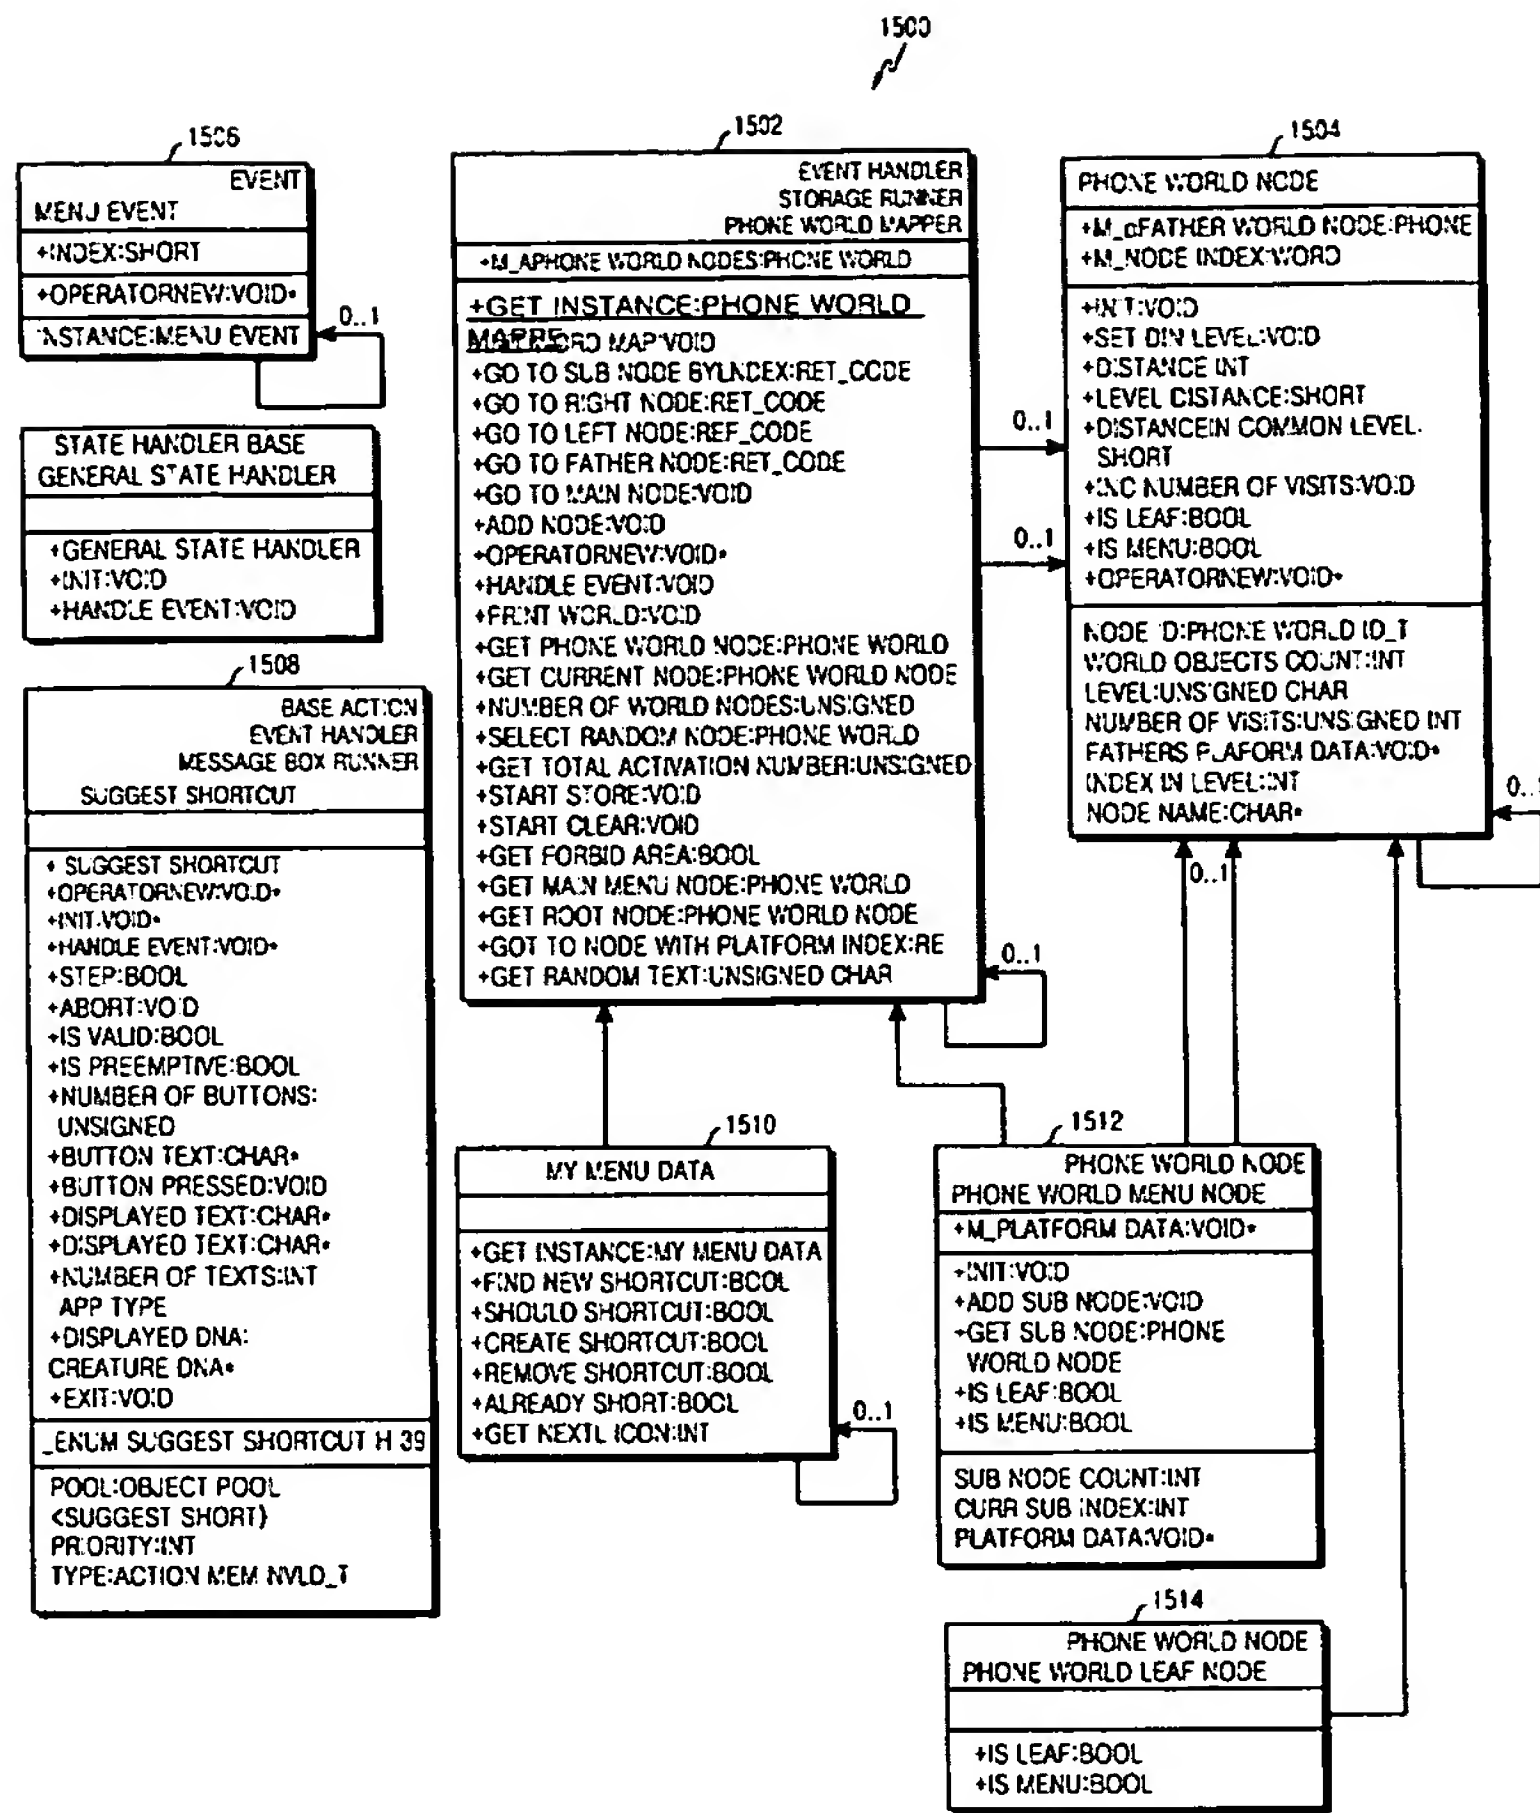 1500
1506
EVENT
MENU EVENT
+INDEX:SHORT
+OPERATORNEW:VOID*
INSTANCE:MENU EVENT
0..1
STATE HANDLER BASE
GENERAL STATE HANDLER
+GENERAL STATE HANDLER
+INIT:VOID
+HANDLE EVENT:VOID
1508
BASE ACTION
EVENT HANDLER
MESSAGE BOX RUNNER
SUGGEST SHORTCUT
+ SUGGEST SHORTCUT
+OPERATORNEW:VOID*
+INIT:VOID*
+HANDLE EVENT:VOID*
+STEP:BOOL
+ABORT:VOID
+IS VALID:BOOL
+IS PREEMPTIVE:BOOL
+NUMBER OF BUTTONS:
UNSIGNED
+BUTTON TEXT:CHAR*
+BUTTON PRESSED:VOID
+DISPLAYED TEXT:CHAR*
+DISPLAYED TEXT:CHAR*
+NUMBER OF TEXTS:INT
APP TYPE
+DISPLAYED DNA:
CREATURE DNA*
+EXIT:VOID
_ENUM SUGGEST SHORTCUT H 39
POOL:OBJECT POOL
<SUGGEST SHORT)
PRIORITY:INT
TYPE:ACTION MEM NVLD_T
1502
EVENT HANDLER
STORAGE RUNNER
PHONE WORLD MAPPER
+M_APHONE WORLD NODES:PHONE WORLD
+GET INSTANCE:PHONE WORLD
MAPPE
MAP:VOID
+GO TO SUB NODE BYLNDEX:RET_CODE
+GO TO RIGHT NODE:RET_CODE
+GO TO LEFT NODE:REF_CODE
+GO TO FATHER NODE:RET_CODE
+GO TO MAIN NODE:VOID
+ADD NODE:VOID
+OPERATORNEW:VOID*
+HANDLE EVENT:VOID
+PRINT WORLD:VOID
+GET PHONE WORLD NODE:PHONE WORLD
+GET CURRENT NODE:PHONE WORLD NODE
+NUMBER OF WORLD NODES:UNSIGNED
+SELECT RANDOM NODE:PHONE WORLD
+GET TOTAL ACTIVATION NUMBER:UNSIGNED
+START STORE:VOID
+START CLEAR:VOID
+GET FORBID AREA:BOOL
+GET MAIN MENU NODE:PHONE WORLD
+GET ROOT NODE:PHONE WORLD NODE
+GOT TO NODE WITH PLATFORM INDEX:RE
+GET RANDOM TEXT:UNSIGNED CHAR
0..1
0..1
0..1
1504
PHONE WORLD NODE
+M_pFATHER WORLD NODE:PHONE
+M_NODE INDEX:WORD
+INIT:VOID
+SET DIN LEVEL:VOID
+DISTANCE INT
+LEVEL DISTANCE:SHORT
+DISTANCEIN COMMON LEVEL:
SHORT
+INC NUMBER OF VISITS:VOID
+IS LEAF:BOOL
+IS MENU:BOOL
+OPERATORNEW:VOID*
NODE ID:PHONE WORLD ID_T
WORLD OBJECTS COUNT:INT
LEVEL:UNSIGNED CHAR
NUMBER OF VISITS:UNSIGNED INT
FATHERS PLAFORM DATA:VOID*
INDEX IN LEVEL:INT
NODE NAME:CHAR*
0..1
0..1
1510
MY MENU DATA
+GET INSTANCE:MY MENU DATA
+FIND NEW SHORTCUT:BOOL
+SHOULD SHORTCUT:BOOL
+CREATE SHORTCUT:BOOL
+REMOVE SHORTCUT:BOOL
+ALREADY SHORT:BOOL
+GET NEXTL ICON:INT
0..1
1512
PHONE WORLD NODE
PHONE WORLD MENU NODE
+M_PLATFORM DATA:VOID*
+INIT:VOID
+ADD SUB NODE:VOID
+GET SUB NODE:PHONE
WORLD NODE
+IS LEAF:BOOL
+IS MENU:BOOL
SUB NODE COUNT:INT
CURR SUB INDEX:INT
PLATFORM DATA:VOID*
1514
PHONE WORLD NODE
PHONE WORLD LEAF NODE
+IS LEAF:BOOL
+IS MENU:BOOL